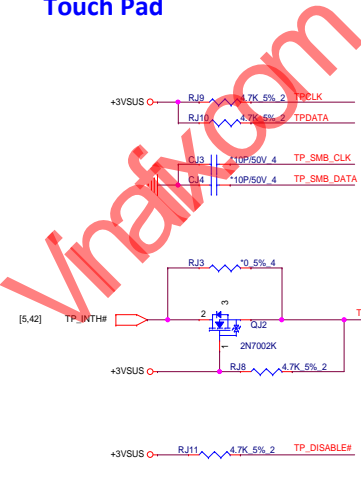 Touch Pad
+3VSUS RJ9 4.7K_5%_2 TPCLK
RJ10 4.7K_5%_2 TPDATA
CJ3 *10P/50V_4 TP_SMB_CLK
CJ4 *10P/50V_4 TP_SMB_DATA
RJ3 *0_5%_4
[5,42] TP_INTH# 2 3 T
QJ2
1 2N7002K
+3VSUS RJ8 4.7K_5%_2
+3VSUS RJ11 4.7K_5%_2 TP_DISABLE#
Vinafix.com